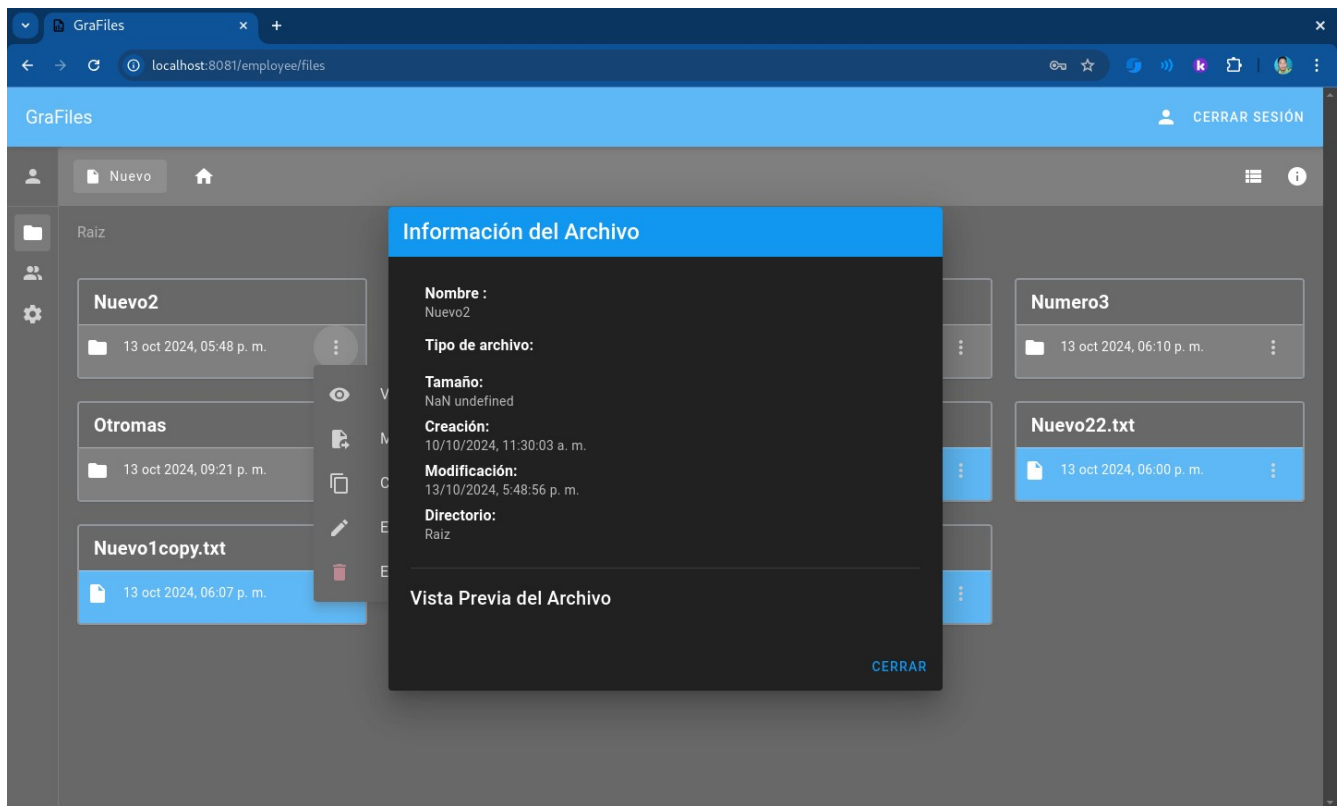 GraFiles
localhost:8081/employee/files
GraFiles
CERRAR SESIÓN
Nuevo
Raiz
Información del Archivo
Nuevo2
13 oct 2024, 05:48 p. m.
Nombre :
Nuevo2
Tipo de archivo:
Numero3
13 oct 2024, 06:10 p. m.
V
M
C
E
E
Tamaño:
NaN undefined
Creación:
10/10/2024, 11:30:03 a. m.
Modificación:
13/10/2024, 5:48:56 p. m.
Directorio:
Raiz
Otromas
13 oct 2024, 09:21 p. m.
Nuevo22.txt
13 oct 2024, 06:00 p. m.
Nuevo1copy.txt
13 oct 2024, 06:07 p. m.
Vista Previa del Archivo
CERRAR